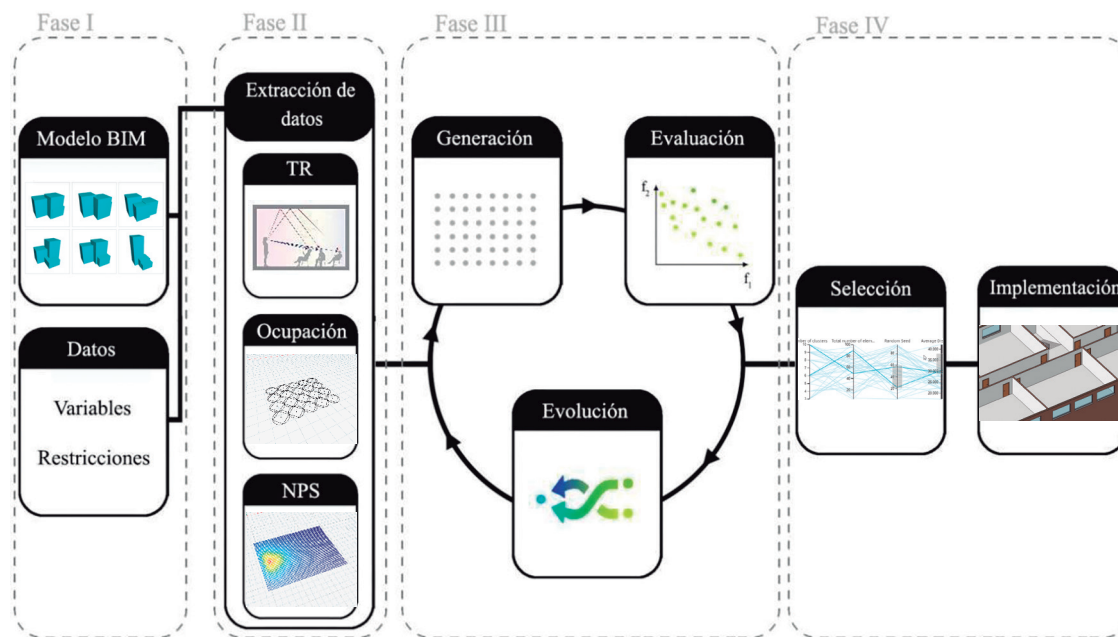 Fase I
Modelo BIM
Datos
Variables
Restricciones
Fase II
Extracción de
datos
TR
Ocupación
NPS
Fase III
Generación
Evaluación
f2
f1
Evolución
Fase IV
Selección
Implementación